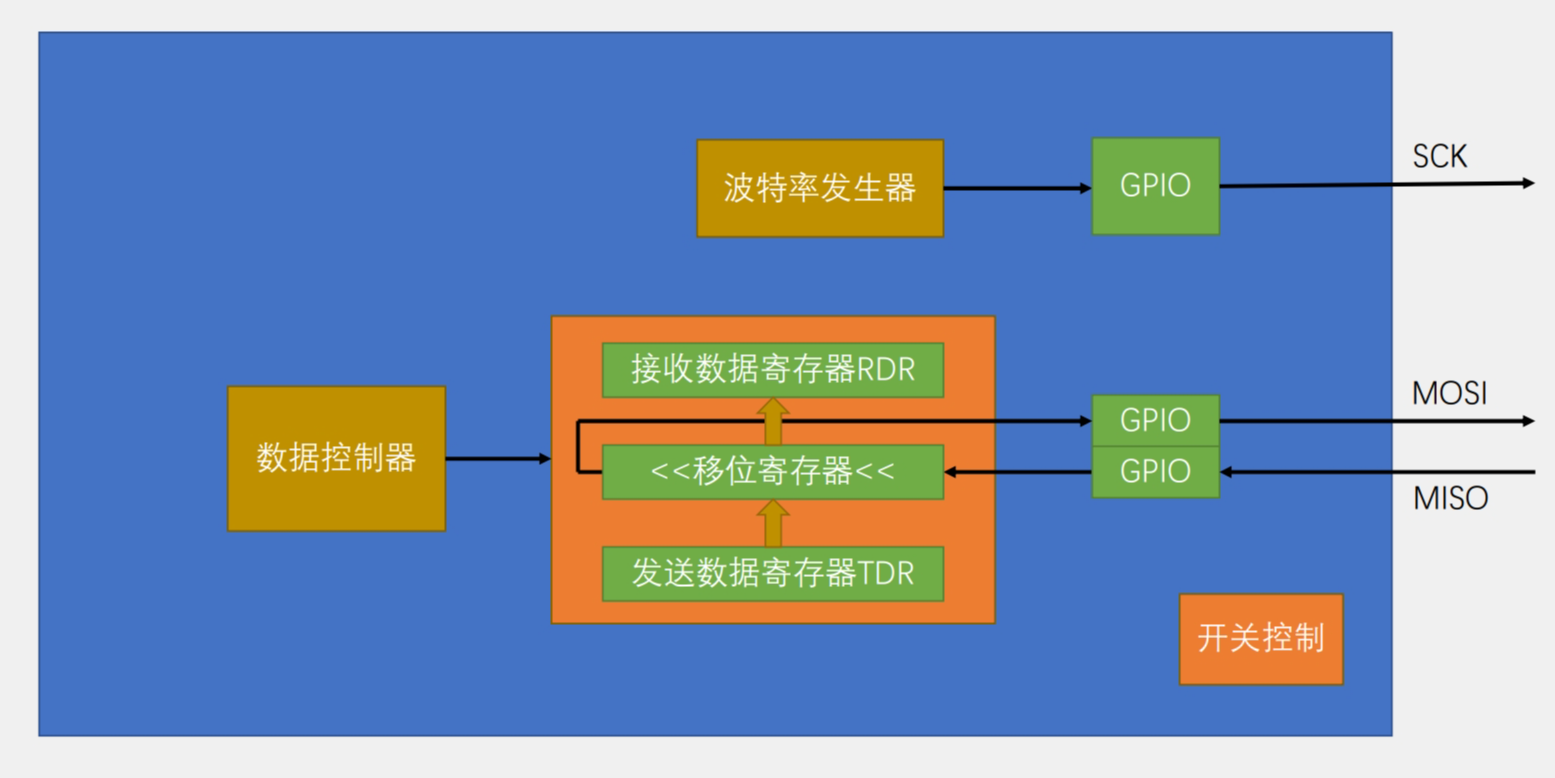 SCK
波特率发生器
GPIO
接收数据寄存器RDR
MOSI
GPIO
数据控制器
<<移位寄存器<<
GPIO
MISO
发送数据寄存器TDR
开关控制